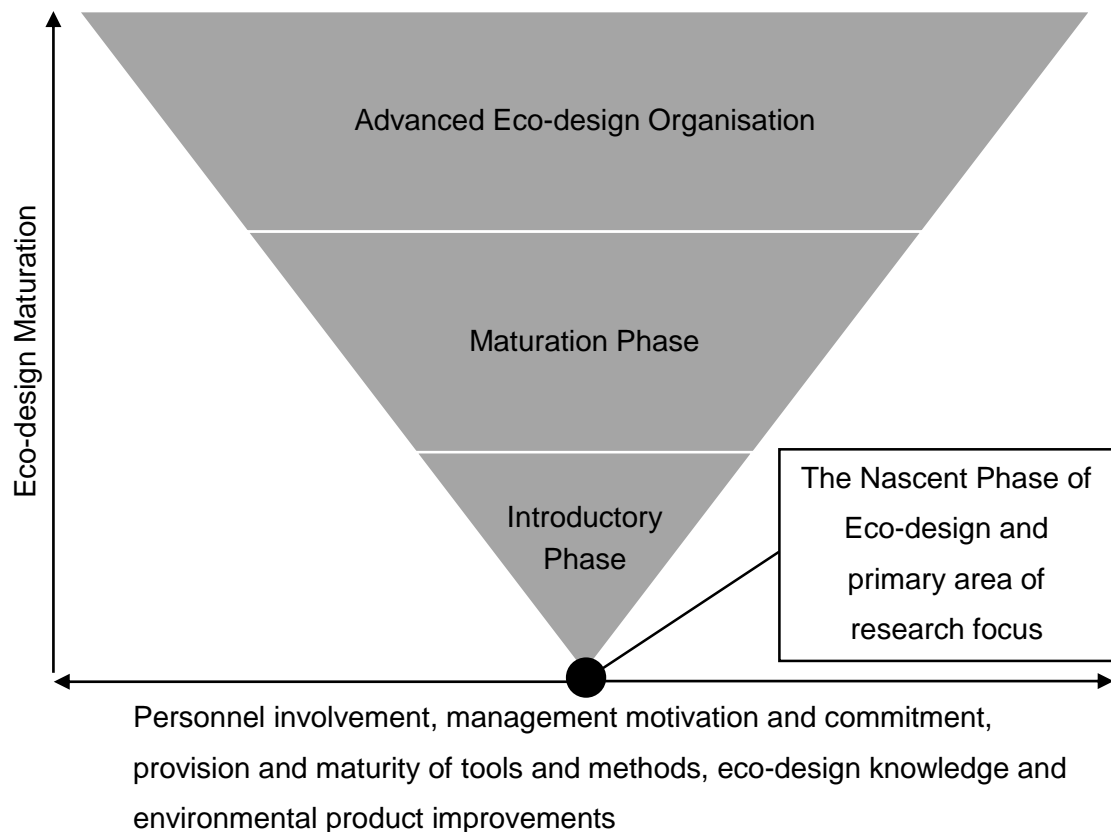 Eco-design Maturation
Advanced Eco-design Organisation
Maturation Phase
Introductory
Phase
The Nascent Phase of
Eco-design and
primary area of
research focus
Personnel involvement, management motivation and commitment,
provision and maturity of tools and methods, eco-design knowledge and
environmental product improvements